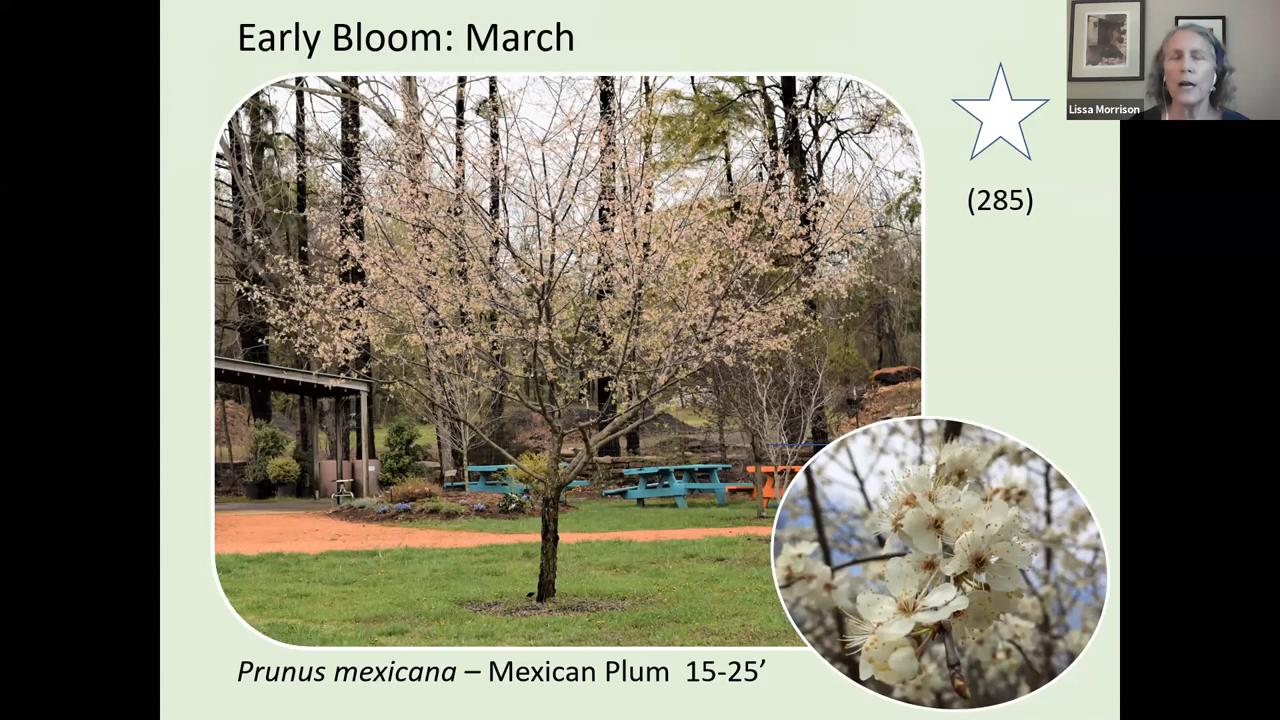 Early Bloom: March
Lissa Morrison
(285)
Prunus mexicana – Mexican Plum 15-25’